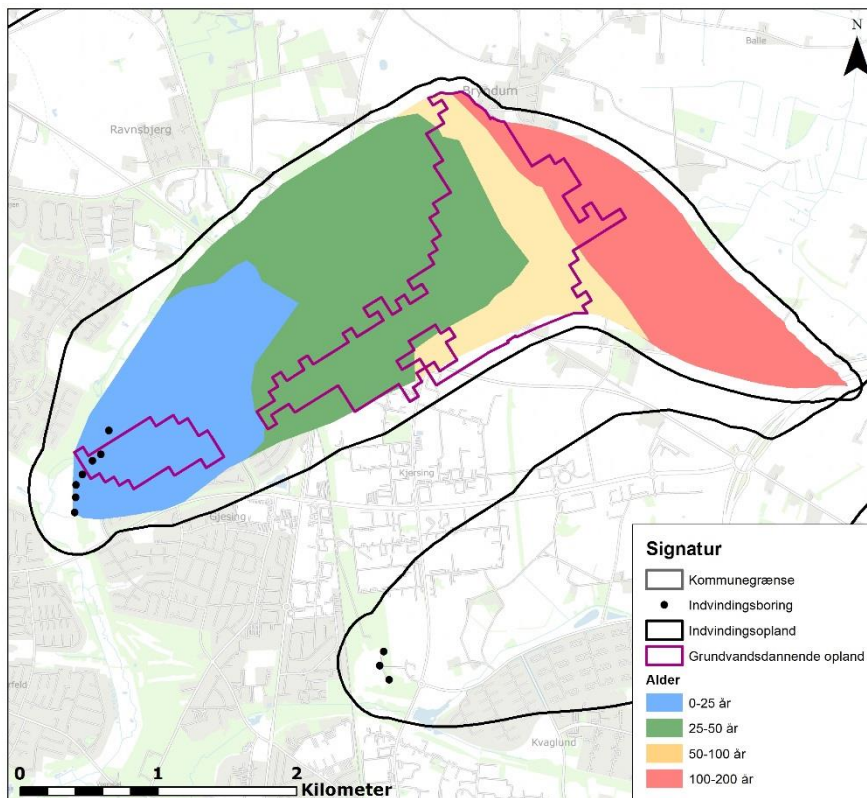 N
Balle
Bryndum
Ravnsbjerg
Kjersing
Gjesing
Kvaglund
Signatur
Kommunegrænse
Indvindingsboring
Indvindingsopland
Grundvandsdannende opland
Alder
0-25 år
25-50 år
50-100 år
100-200 år
0 1 2
Kilometer